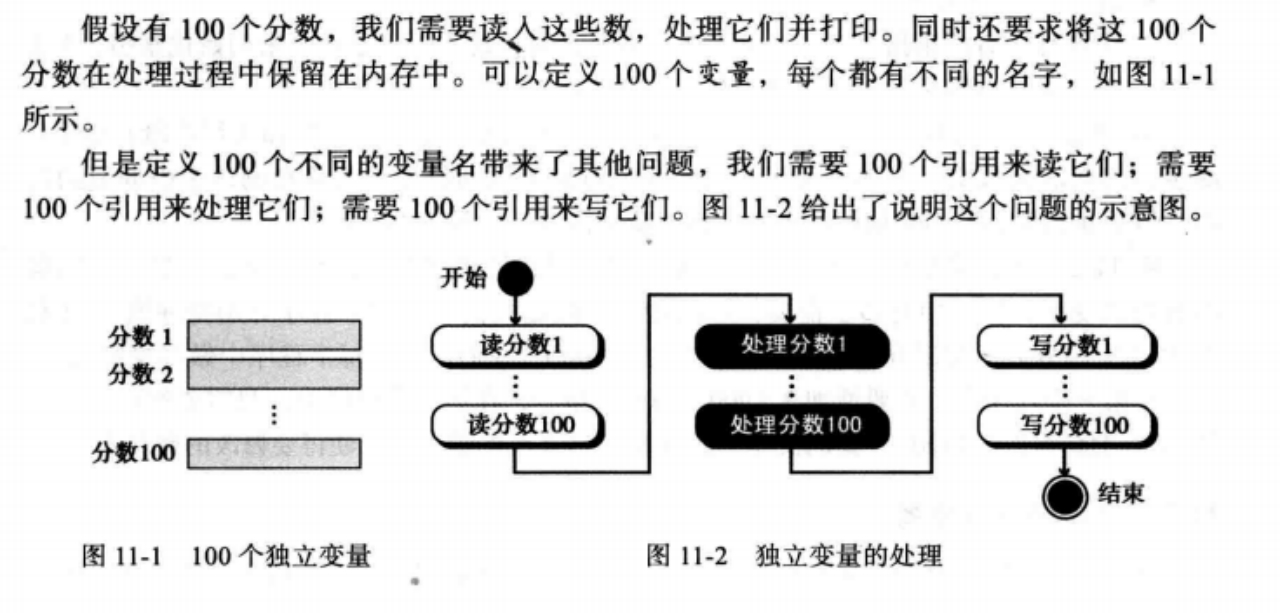 假设有 100 个分数，我们需要读入这些数，处理它们并打印。同时还要求将这 100 个
分数在处理过程中保留在内存中。可以定义 100 个变量，每个都有不同的名字，如图 11-1
所示。
但是定义 100 个不同的变量名带来了其他问题，我们需要 100 个引用来读它们；需要
100 个引用来处理它们；需要 100 个引用来写它们。图 11-2 给出了说明这个问题的示意图。
分数 1
分数 2
⋮
分数100
图 11-1 100 个独立变量
开始
读分数1
⋮
读分数100
处理分数1
⋮
处理分数100
写分数1
⋮
写分数100
结束
图 11-2 独立变量的处理